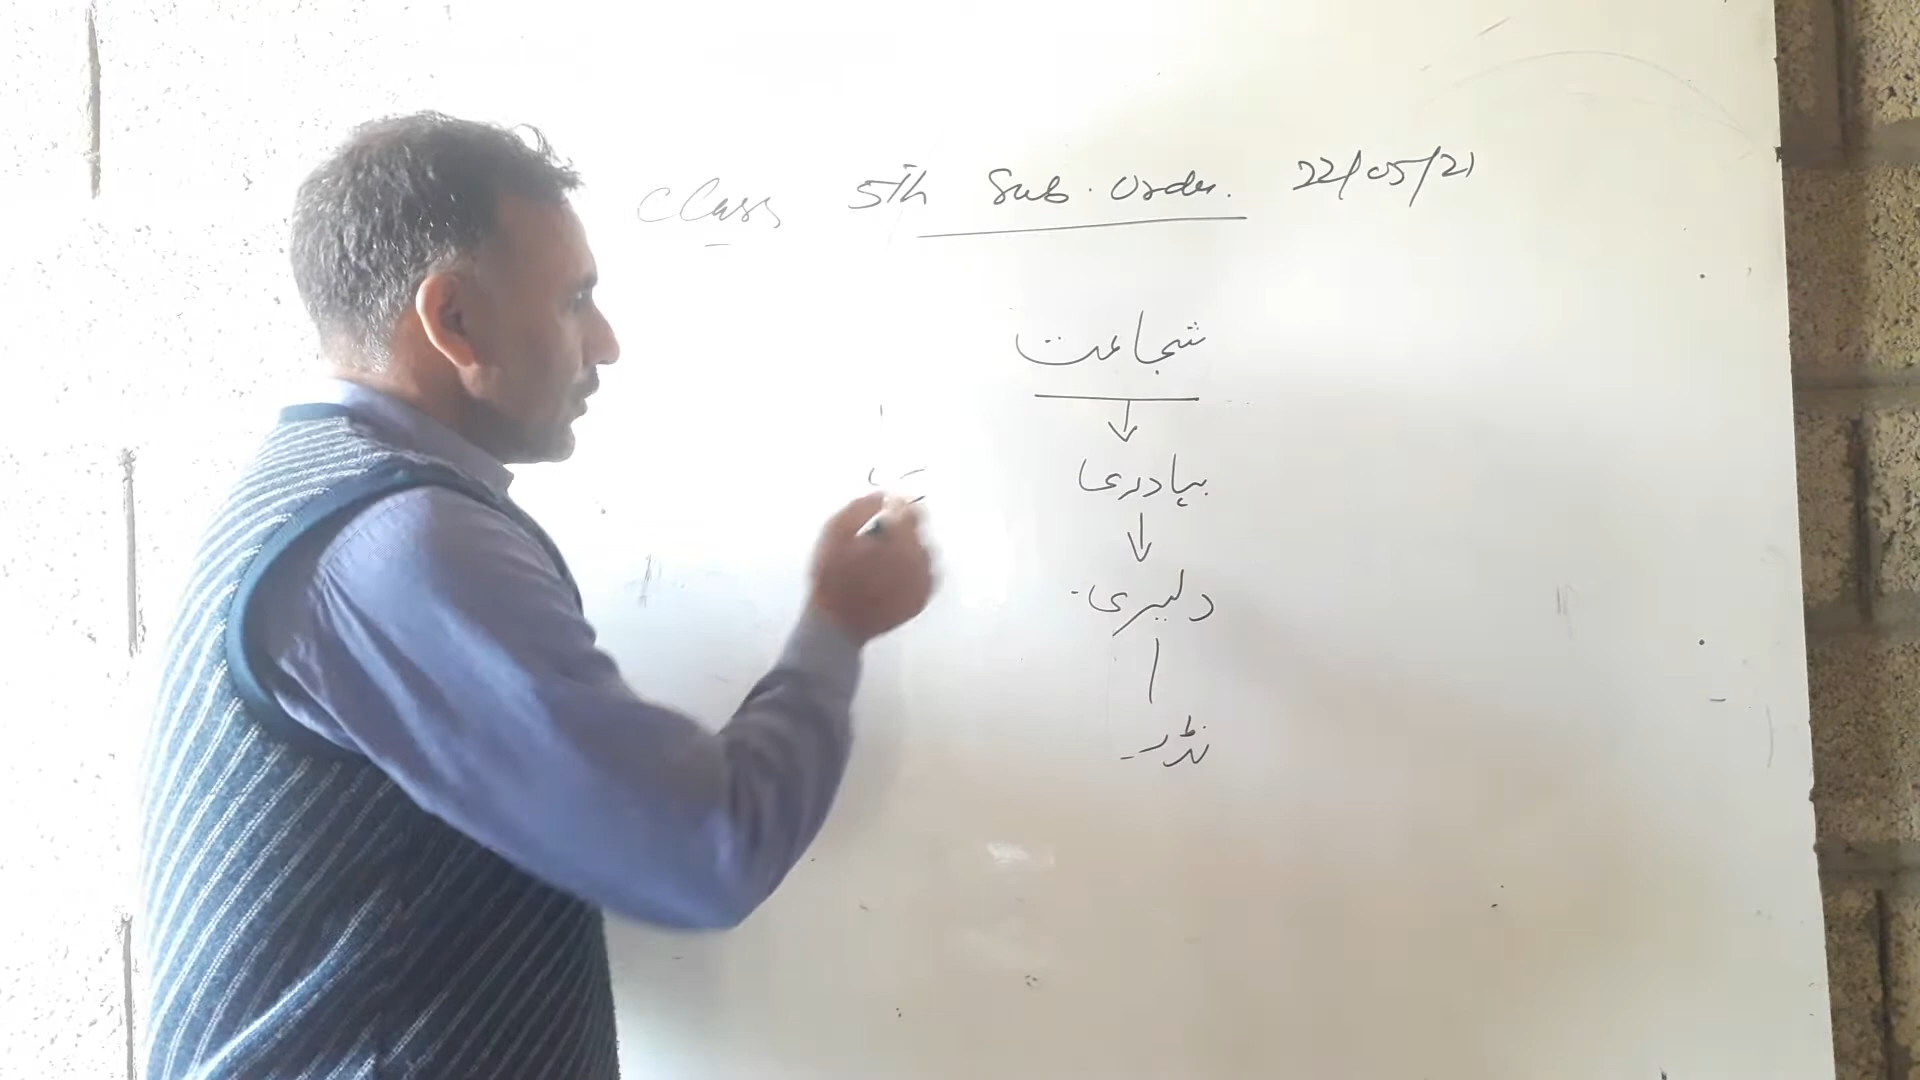 Class 5th Sub. Urdu. 22/05/21
شجاعت
بہادری
دلیری
نڈر